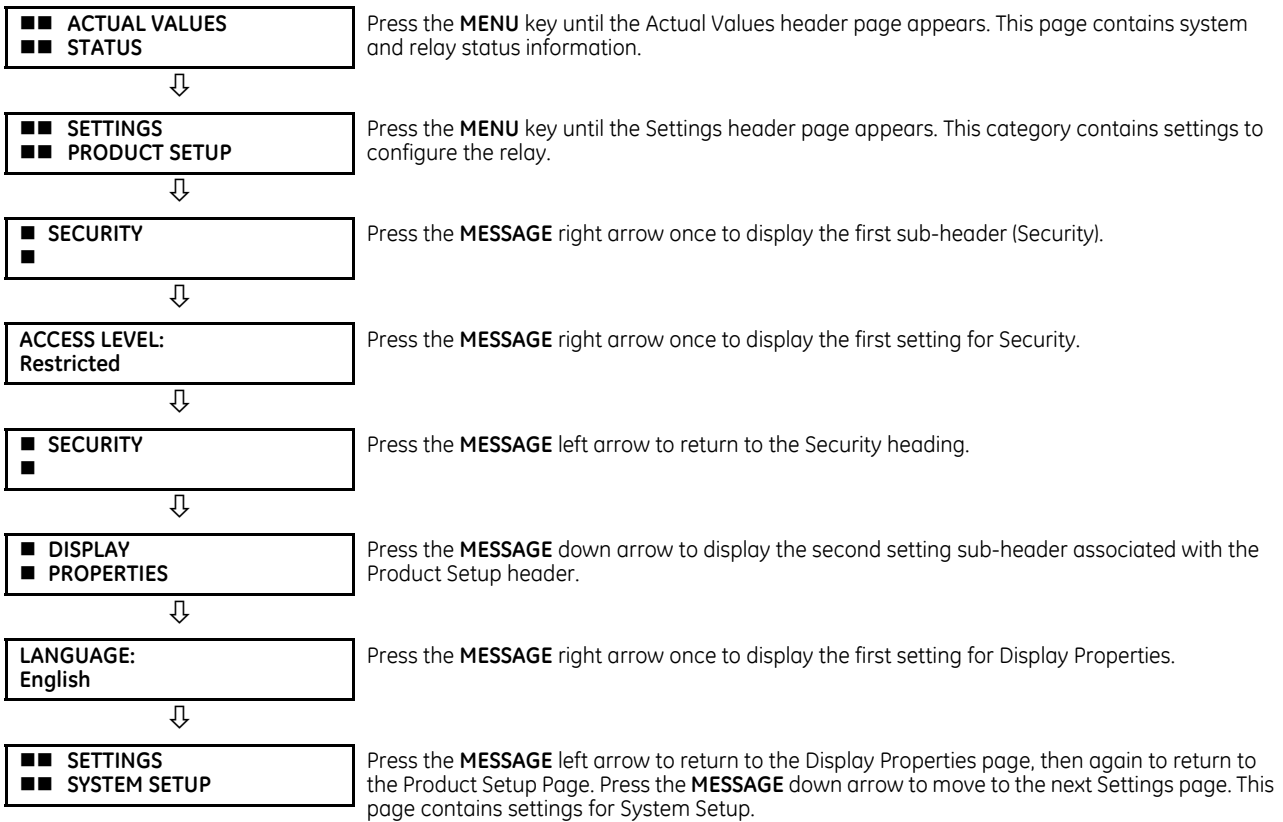 ■■ ACTUAL VALUES
■■ STATUS
Press the MENU key until the Actual Values header page appears. This page contains system
and relay status information.
⇩
■■ SETTINGS
■■ PRODUCT SETUP
Press the MENU key until the Settings header page appears. This category contains settings to
configure the relay.
⇩
■ SECURITY
■
Press the MESSAGE right arrow once to display the first sub-header (Security).
⇩
ACCESS LEVEL:
Restricted
Press the MESSAGE right arrow once to display the first setting for Security.
⇩
■ SECURITY
■
Press the MESSAGE left arrow to return to the Security heading.
⇩
■ DISPLAY
■ PROPERTIES
Press the MESSAGE down arrow to display the second setting sub-header associated with the
Product Setup header.
⇩
LANGUAGE:
English
Press the MESSAGE right arrow once to display the first setting for Display Properties.
⇩
■■ SETTINGS
■■ SYSTEM SETUP
Press the MESSAGE left arrow to return to the Display Properties page, then again to return to
the Product Setup Page. Press the MESSAGE down arrow to move to the next Settings page. This
page contains settings for System Setup.